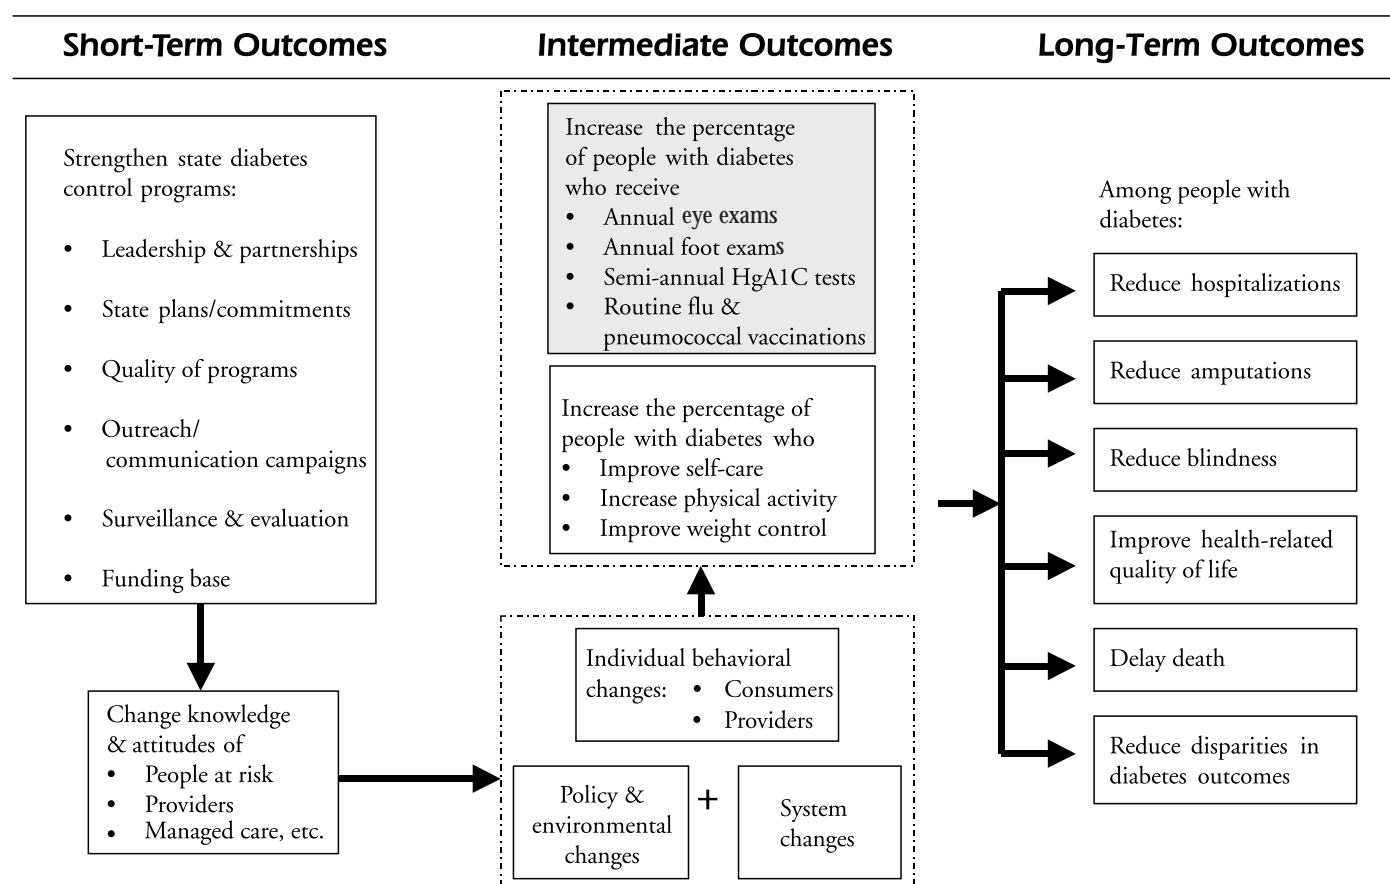 Short-Term Outcomes
Intermediate Outcomes
Long-Term Outcomes
Strengthen state diabetes
control programs:
• Leadership & partnerships
• State plans/commitments
• Quality of programs
• Outreach/
communication campaigns
• Surveillance & evaluation
• Funding base
Change knowledge
& attitudes of
• People at risk
• Providers
• Managed care, etc.
Increase the percentage
of people with diabetes
who receive
• Annual eye exams
• Annual foot exams
• Semi-annual HgA1C tests
• Routine flu &
pneumococcal vaccinations
Increase the percentage of
people with diabetes who
• Improve self-care
• Increase physical activity
• Improve weight control
Individual behavioral
changes: • Consumers
• Providers
Policy &
environmental
changes
+
System
changes
Among people with
diabetes:
Reduce hospitalizations
Reduce amputations
Reduce blindness
Improve health-related
quality of life
Delay death
Reduce disparities in
diabetes outcomes